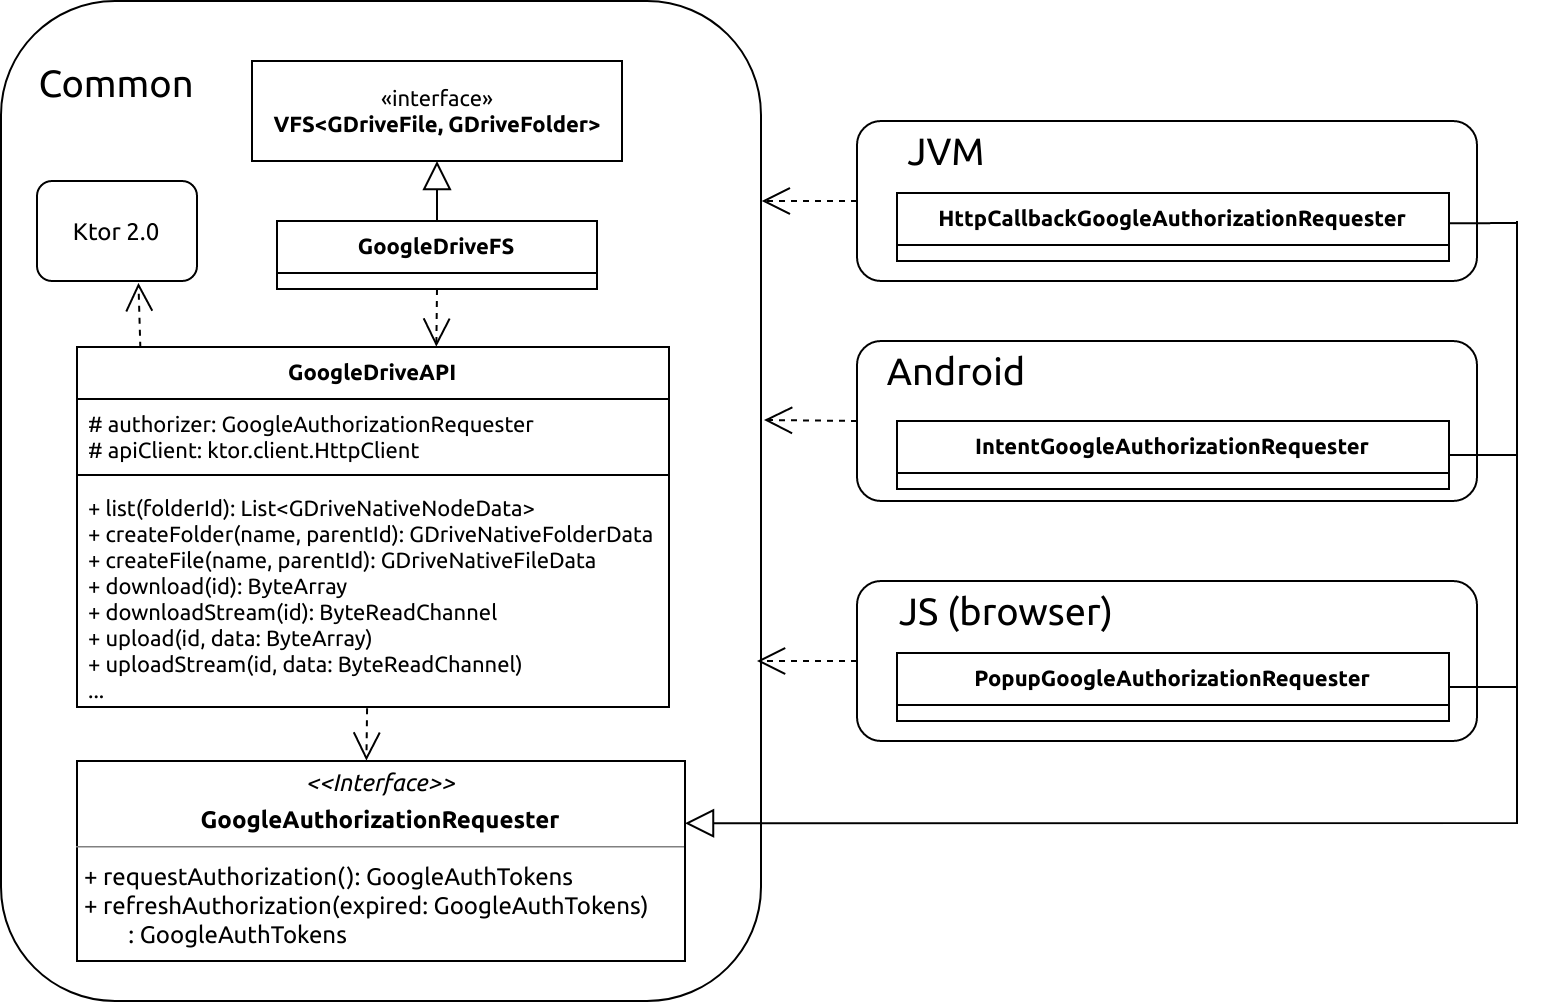 Common
«interface»
VFS<GDriveFile, GDriveFolder>
Ktor 2.0
GoogleDriveFS
GoogleDriveAPI
# authorizer: GoogleAuthorizationRequester
# apiClient: ktor.client.HttpClient
+ list(folderId): List<GDriveNativeNodeData>
+ createFolder(name, parentId): GDriveNativeFolderData
+ createFile(name, parentId): GDriveNativeFileData
+ download(id): ByteArray
+ downloadStream(id): ByteReadChannel
+ upload(id, data: ByteArray)
+ uploadStream(id, data: ByteReadChannel)
...
<<Interface>>
GoogleAuthorizationRequester
+ requestAuthorization(): GoogleAuthTokens
+ refreshAuthorization(expired: GoogleAuthTokens)
: GoogleAuthTokens
JVM
HttpCallbackGoogleAuthorizationRequester
Android
IntentGoogleAuthorizationRequester
JS (browser)
PopupGoogleAuthorizationRequester